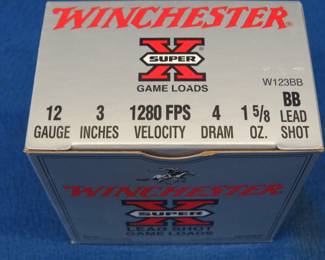 WINCHESTER
X
SUPER ®
GAME LOADS
W123BB
12 3 1280 FPS 4 1 5/8 BB LEAD
GAUGE INCHES VELOCITY DRAM OZ. SHOT
WINCHESTER
X
SUPER
LEAD SHOT
GAME LOADS